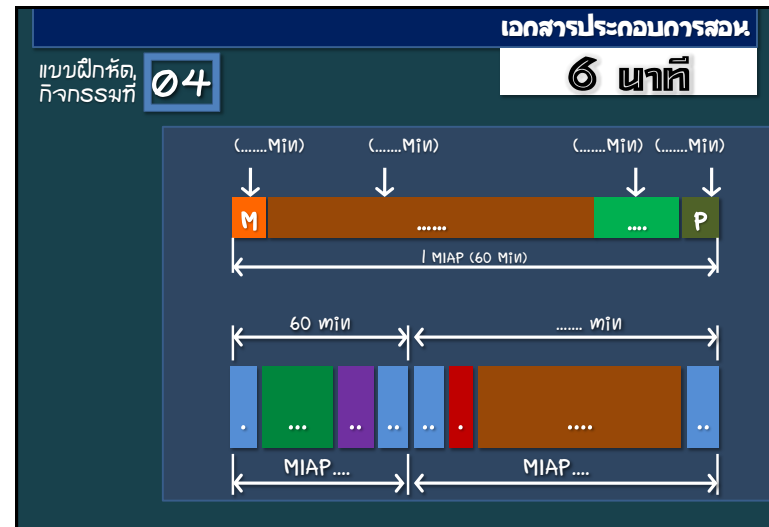 เอกสารประกอบการสอน
6 นาที
แบบฝึกหัด,
กิจกรรมที่ 04
(.......Min) (.......Min) (.......Min) (.......Min)
M ...... .... P
1 MIAP (60 Min)
60 min ....... min
. ... .. .. .. . .... ..
MIAP.... MIAP....